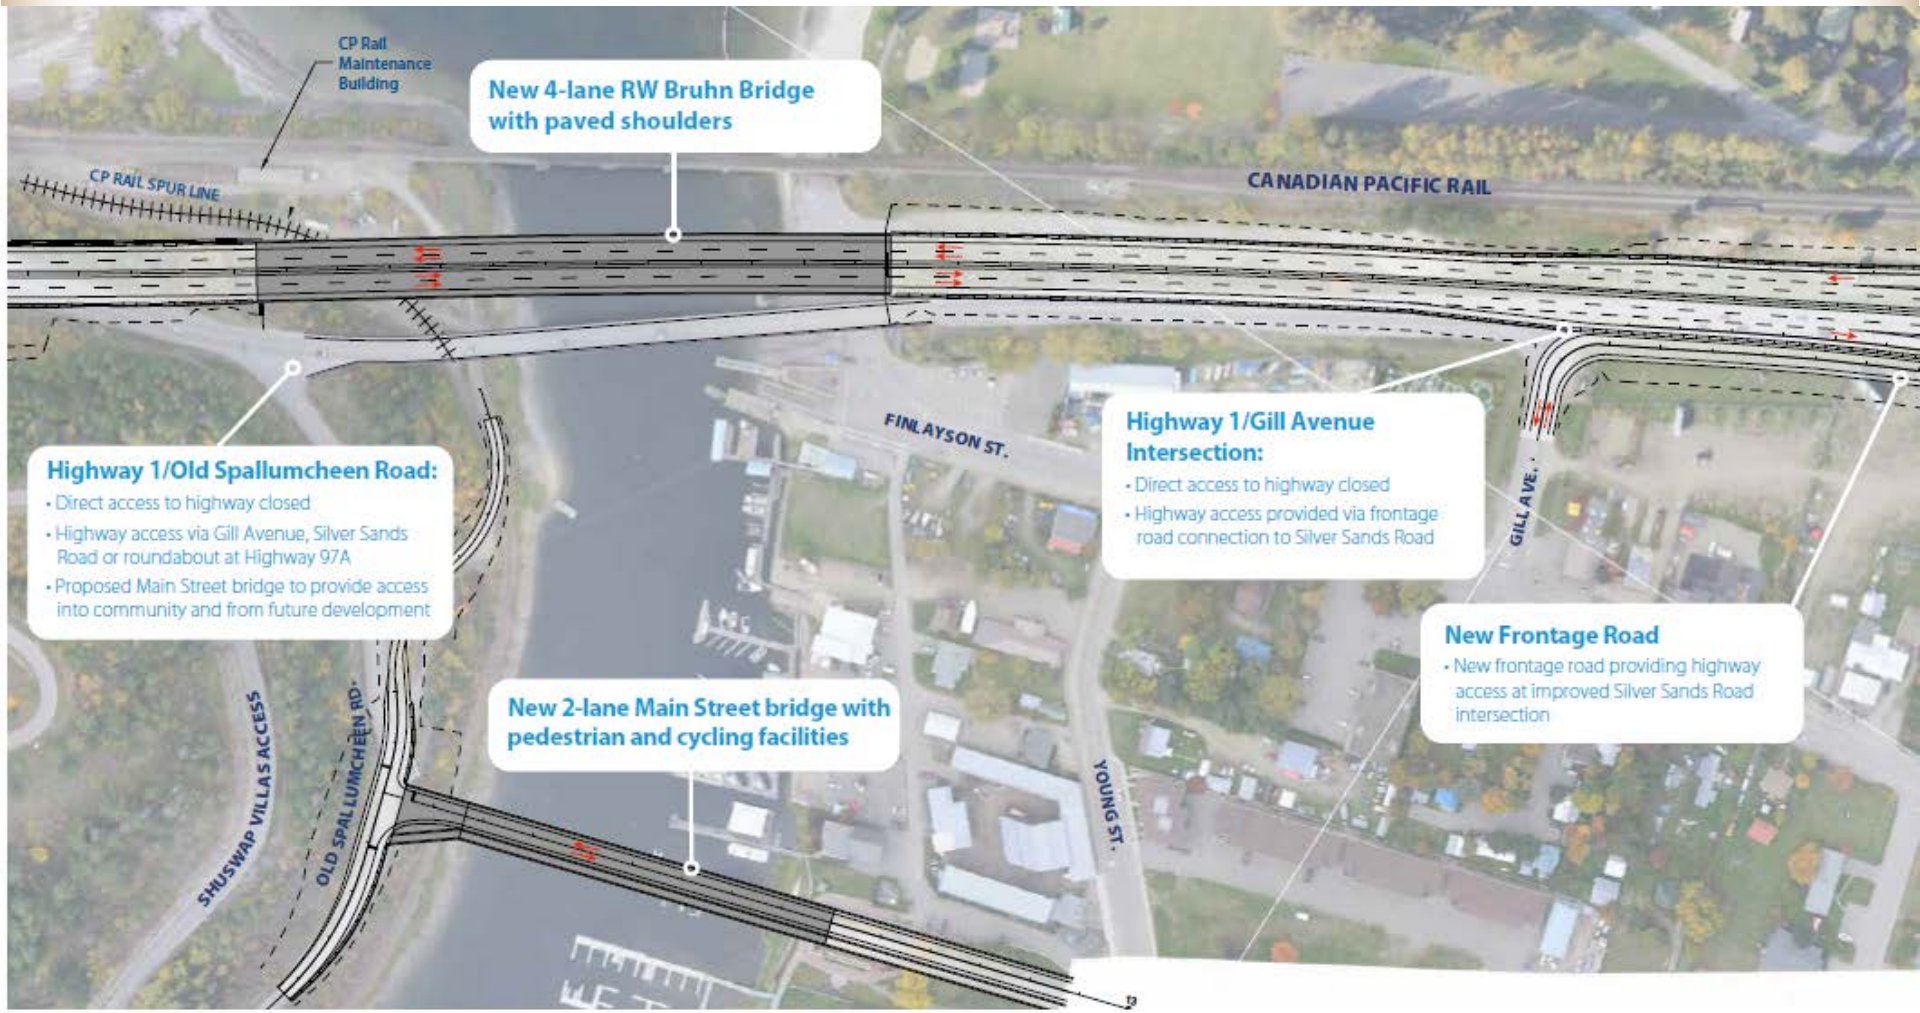 CP Rail
Maintenance
Building
New 4-lane RW Bruhn Bridge
with paved shoulders
CP RAIL SPUR LINE
CANADIAN PACIFIC RAIL
FINLAYSON ST.
Highway 1/Old Spallumcheen Road:
• Direct access to highway closed
• Highway access via Gill Avenue, Silver Sands
Road or roundabout at Highway 97A
• Proposed Main Street bridge to provide access
into community and from future development
Highway 1/Gill Avenue
Intersection:
• Direct access to highway closed
• Highway access provided via frontage
road connection to Silver Sands Road
GILL AVE.
New Frontage Road
• New frontage road providing highway
access at improved Silver Sands Road
intersection
New 2-lane Main Street bridge with
pedestrian and cycling facilities
SHUSWAP VILLAS ACCESS
OLD SPALLUMCHEEN RD.
YOUNG ST.
13